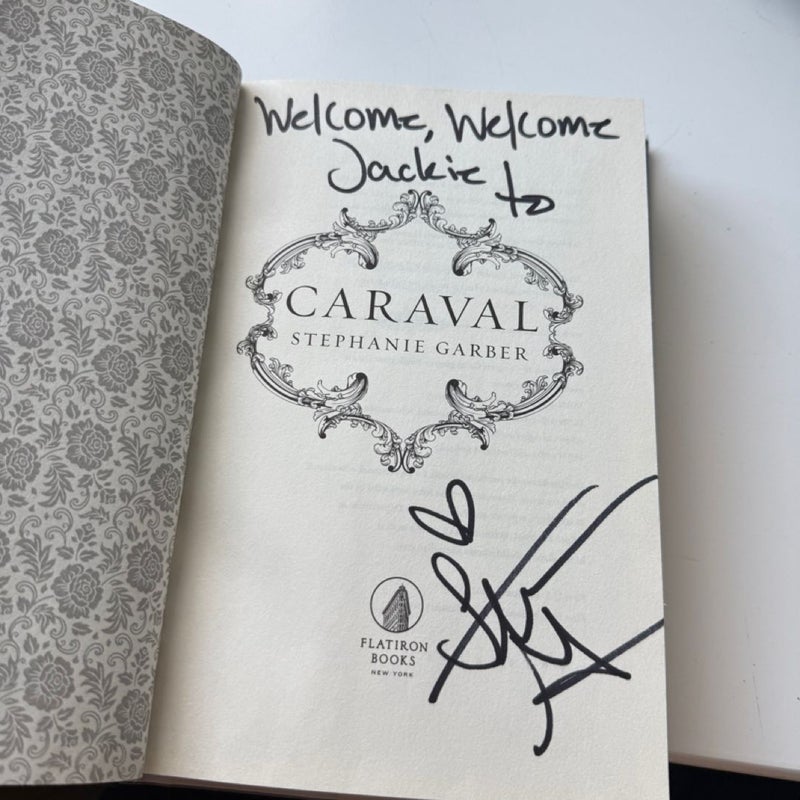 Welcome, Welcome
Jackie to
CARAVAL
STEPHANIE GARBER
FLATIRON
BOOKS
NEW YORK